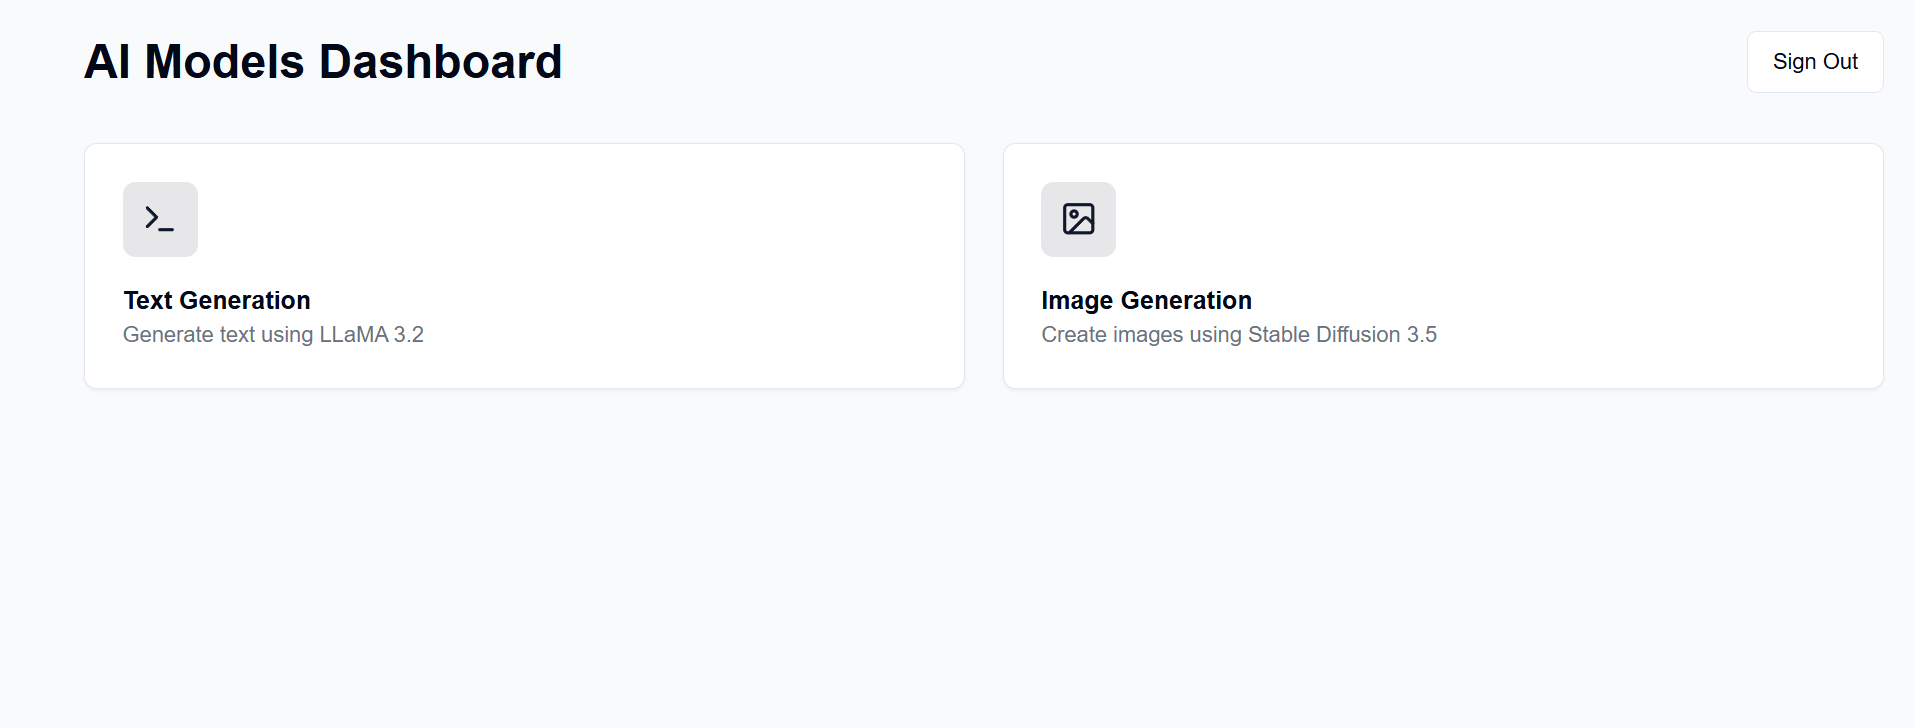 AI Models Dashboard
Sign Out
Text Generation
Generate text using LLaMA 3.2
Image Generation
Create images using Stable Diffusion 3.5